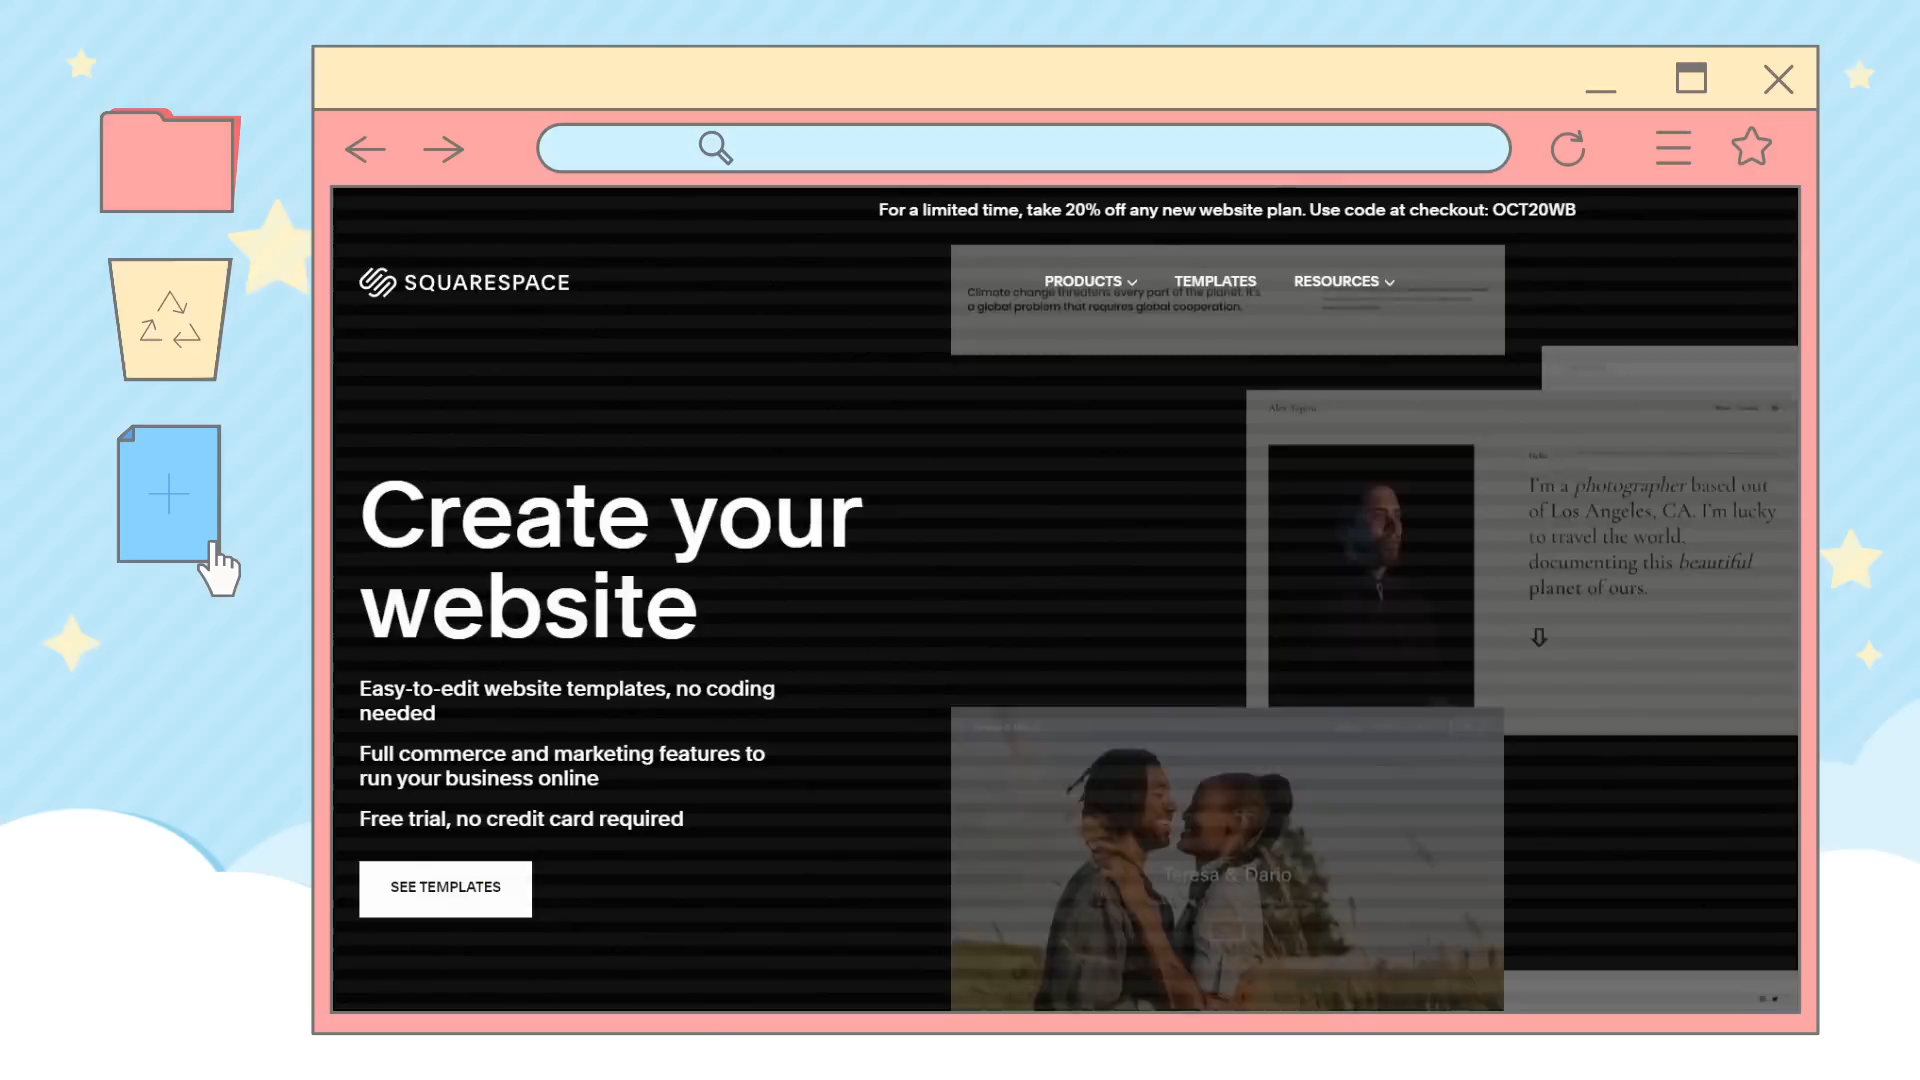 For a limited time, take 20% off any new website plan. Use code at checkout: OCT20WB
SQUARESPACE
PRODUCTS
TEMPLATES
RESOURCES
Climate change threatens every part of the planet. It's
a global problem that requires global cooperation.
Create your
website
Easy-to-edit website templates, no coding
needed
Full commerce and marketing features to
run your business online
Free trial, no credit card required
SEE TEMPLATES
Hello
I'm a photographer based out
of Los Angeles, CA. I'm lucky
to travel the world,
documenting this beautiful
planet of ours.
Teresa & Dario